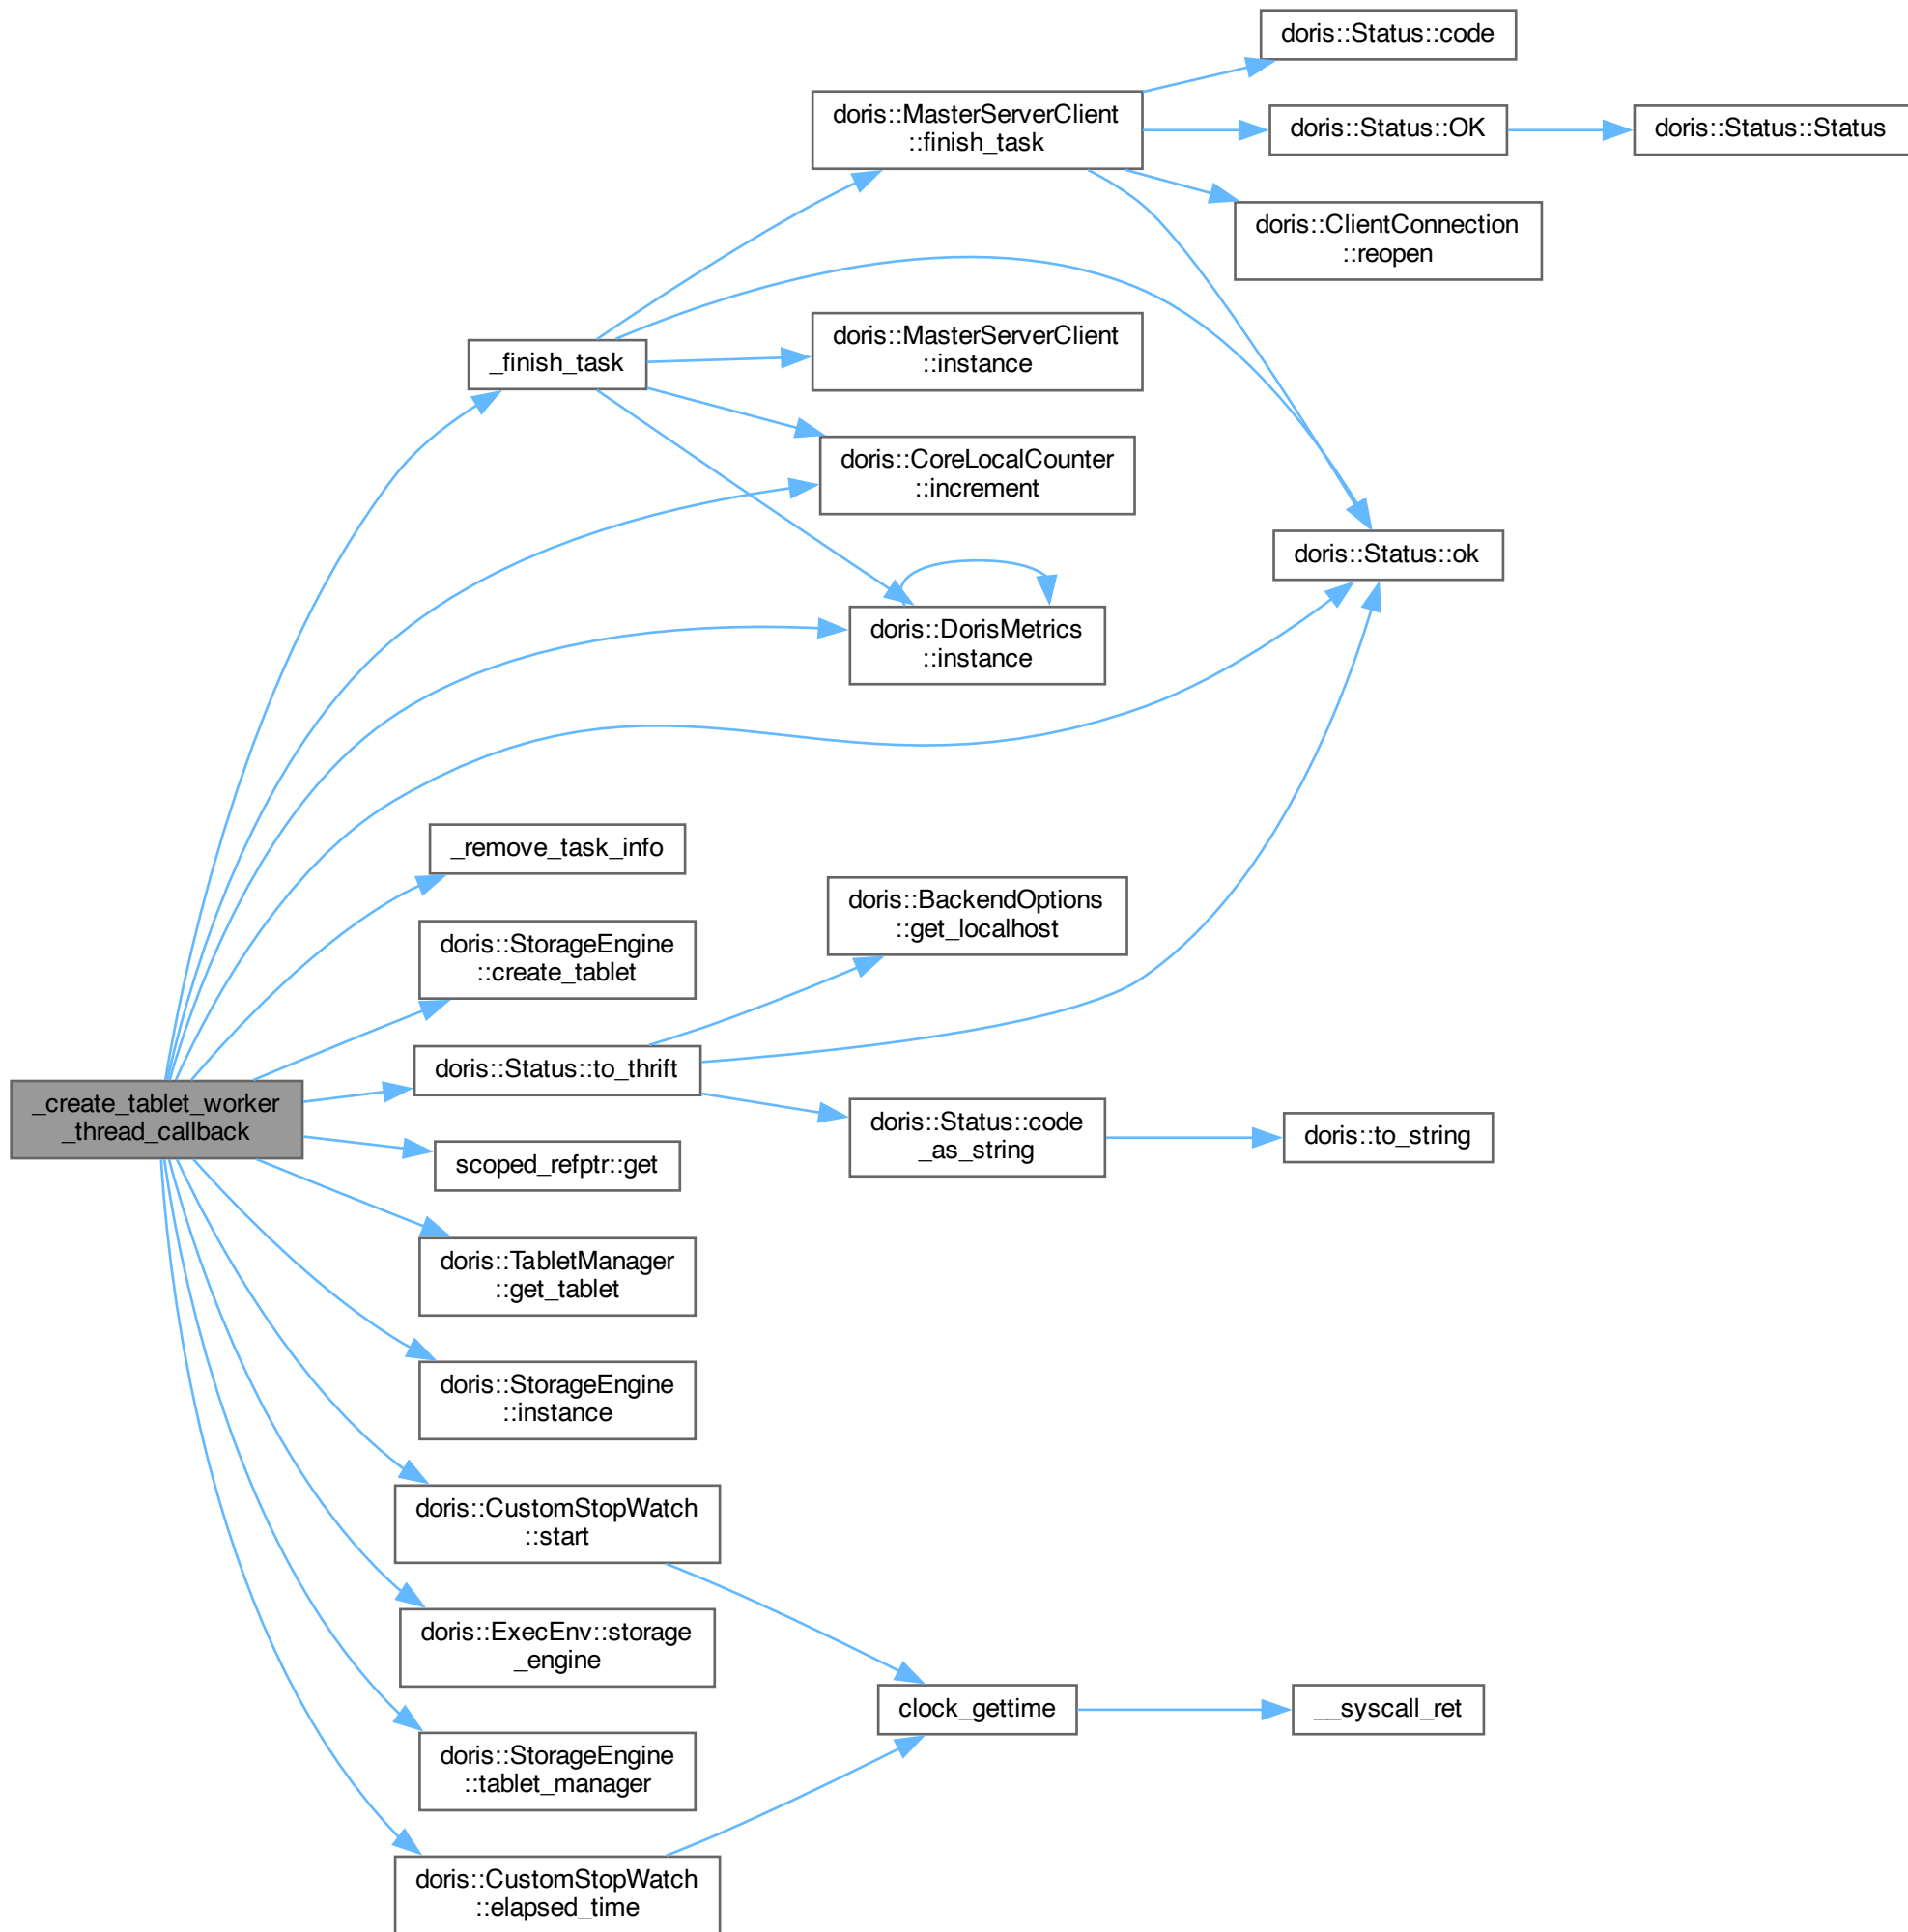 doris::Status::code
doris::MasterServerClient
::finish_task
doris::Status::OK
doris::Status::Status
doris::ClientConnection
::reopen
_finish_task
doris::MasterServerClient
::instance
doris::CoreLocalCounter
::increment
doris::Status::ok
doris::DorisMetrics
::instance
_remove_task_info
doris::BackendOptions
::get_localhost
doris::StorageEngine
::create_tablet
doris::Status::to_thrift
_create_tablet_worker
_thread_callback
doris::Status::code
_as_string
doris::to_string
scoped_refptr::get
doris::TabletManager
::get_tablet
doris::StorageEngine
::instance
doris::CustomStopWatch
::start
doris::ExecEnv::storage
_engine
clock_gettime
__syscall_ret
doris::StorageEngine
::tablet_manager
doris::CustomStopWatch
::elapsed_time